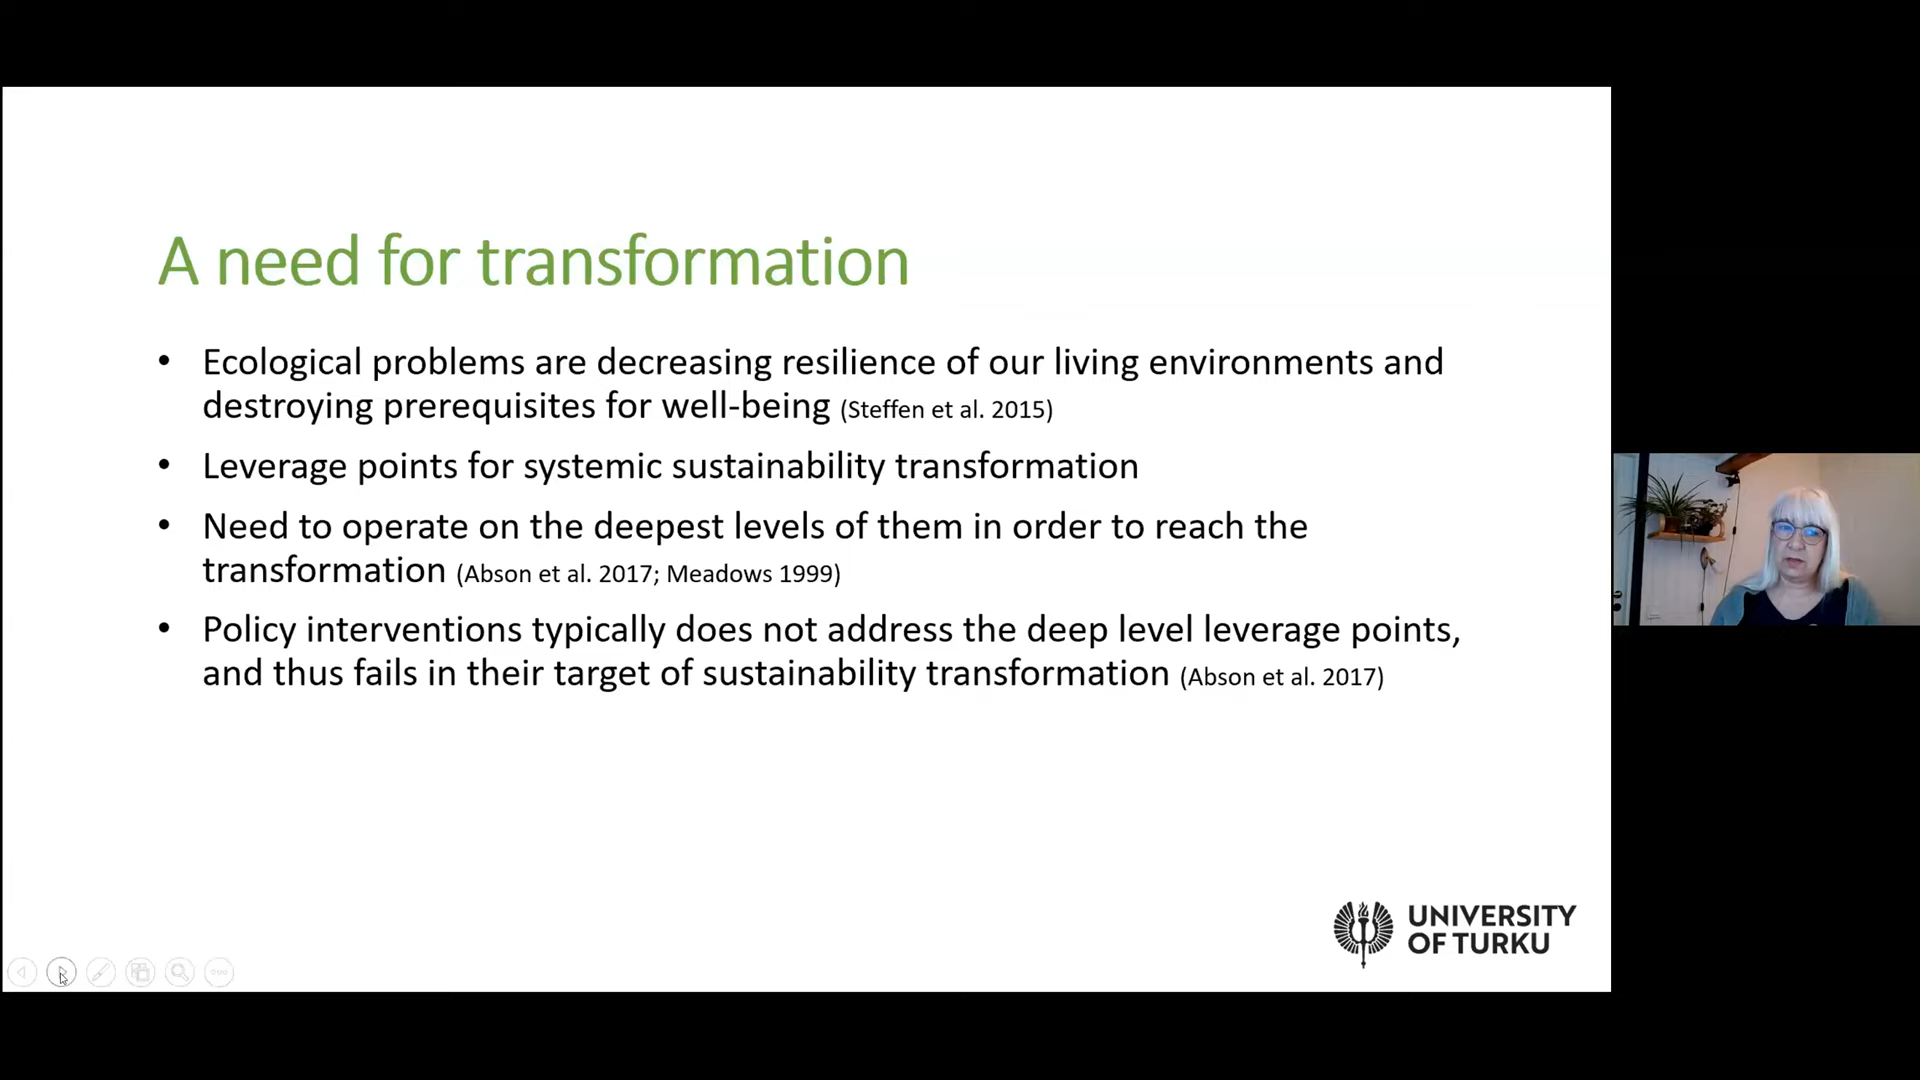 A need for transformation
• Ecological problems are decreasing resilience of our living environments and
destroying prerequisites for well-being (Steffen et al. 2015)
• Leverage points for systemic sustainability transformation
• Need to operate on the deepest levels of them in order to reach the
transformation (Abson et al. 2017; Meadows 1999)
• Policy interventions typically does not address the deep level leverage points,
and thus fails in their target of sustainability transformation (Abson et al. 2017)
UNIVERSITY
OF TURKU